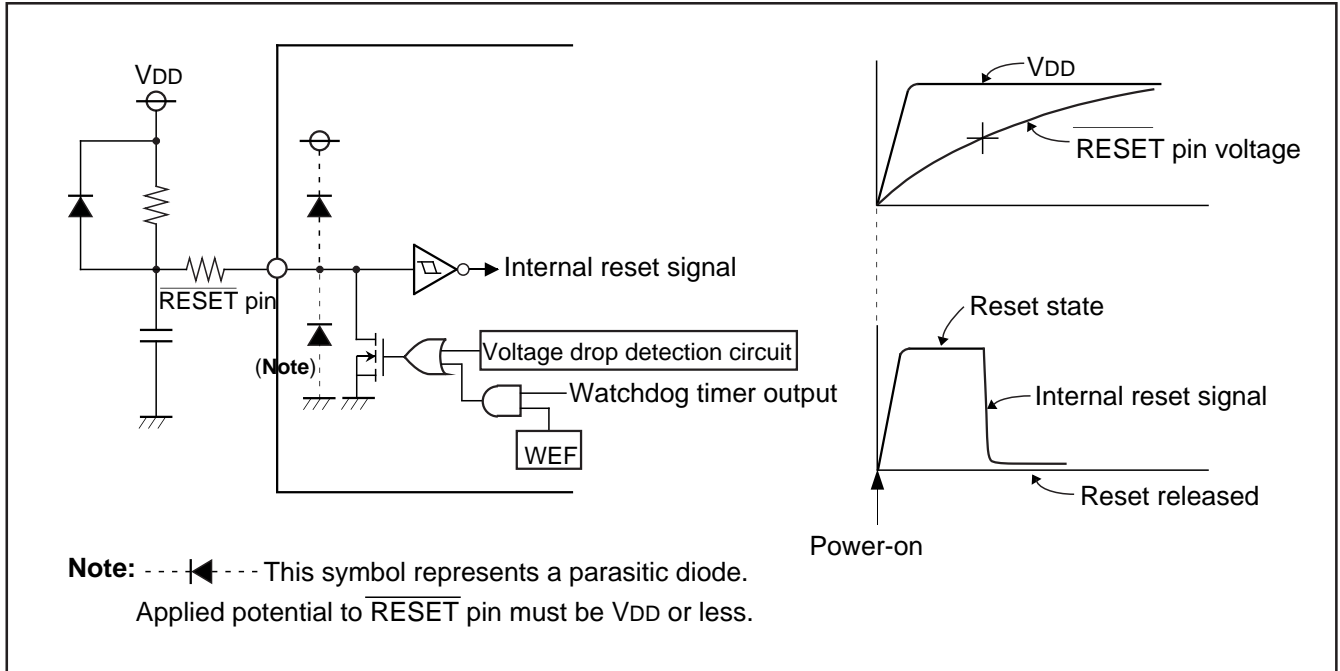 VDD
RESET pin
(Note)
Internal reset signal
Voltage drop detection circuit
Watchdog timer output
WEF
VDD
RESET pin voltage
Reset state
Internal reset signal
Reset released
Power-on
Note: This symbol represents a parasitic diode.
Applied potential to RESET pin must be VDD or less.